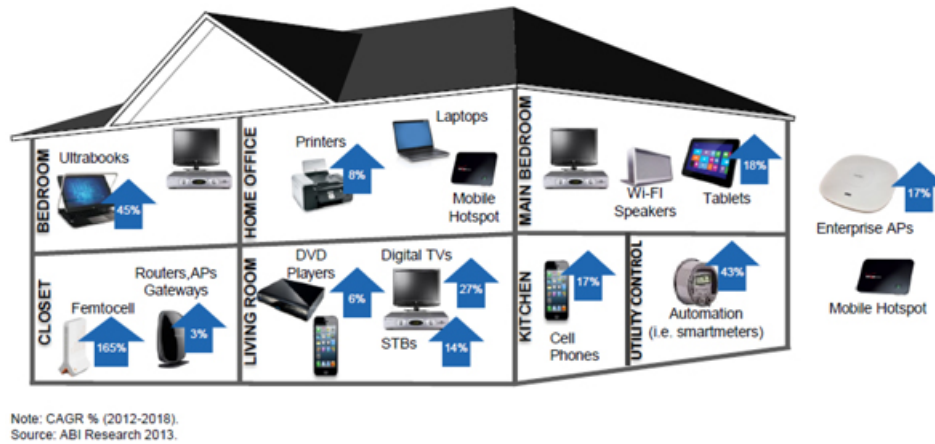 BEDROOM
Ultrabooks
45%
HOME OFFICE
Printers
8%
Laptops
Mobile
Hotspot
MAIN BEDROOM
Wi-FI
Speakers
18%
Tablets
17%
Enterprise APs
Mobile Hotspot
CLOSET
Femtocell
165%
Routers,APs
Gateways
3%
LIVING ROOM
DVD
Players
6%
Digital TVs
27%
STBs
14%
KITCHEN
17%
Cell
Phones
UTILITY CONTROL
43%
Automation
(i.e. smartmeters)
Note: CAGR % (2012-2018).
Source: ABI Research 2013.